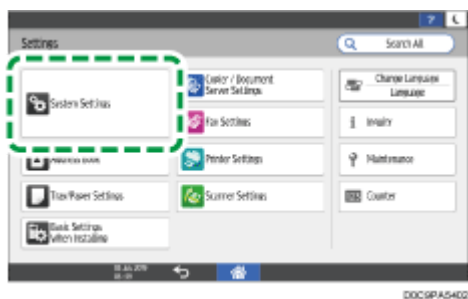 ?
Settings
Search All
System Settings
Copier / Document
Server Settings
Change Language
Language
Fax Settings
i Inquiry
Address Book
Printer Settings
Maintenance
Tray/Paper Settings
Scanner Settings
Counter
Basic Settings
When Installing
D0C9PA5402